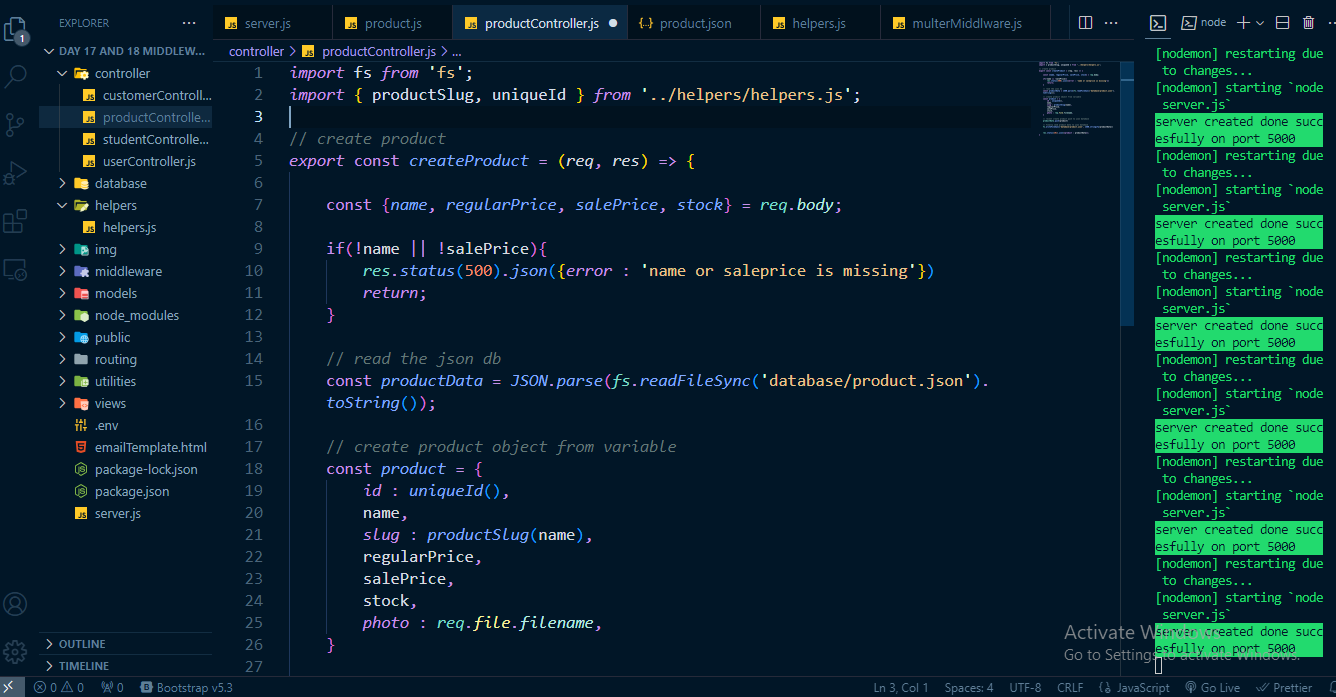 EXPLORER
DAY 17 AND 18 MIDDLEW...
controller
customerControll...
productControlle...
studentControlle...
userController.js
database
helpers
helpers.js
img
middleware
models
node_modules
public
routing
utilities
views
.env
emailTemplate.html
package-lock.json
package.json
server.js
OUTLINE
TIMELINE
1
server.js
product.js
productController.js
product.json
helpers.js
multerMiddlware.js
controller > productController.js > ...
1 import fs from 'fs';
2 import { productSlug, uniqueId } from '../helpers/helpers.js';
3
4 // create product
5 export const createProduct = (req, res) => {
6
7 const {name, regularPrice, salePrice, stock} = req.body;
8
9 if(!name || !salePrice){
10 res.status(500).json({error : 'name or saleprice is missing'})
11 return;
12 }
13
14 // read the json db
15 const productData = JSON.parse(fs.readFileSync('database/product.json').
toString());
16
17 // create product object from variable
18 const product = {
19 id : uniqueId(),
20 name,
21 slug : productSlug(name),
22 regularPrice,
23 salePrice,
24 stock,
25 photo : req.file.filename,
26 }
27
node
[nodemon] restarting due
to changes...
[nodemon] starting `node
server.js`
server created done succ
esfully on port 5000
[nodemon] restarting due
to changes...
[nodemon] starting `node
server.js`
server created done succ
esfully on port 5000
[nodemon] restarting due
to changes...
[nodemon] starting `node
server.js`
server created done succ
esfully on port 5000
[nodemon] restarting due
to changes...
[nodemon] starting `node
server.js`
server created done succ
esfully on port 5000
[nodemon] restarting due
to changes...
[nodemon] starting `node
server.js`
server created done succ
esfully on port 5000
[nodemon] restarting due
to changes...
[nodemon] starting `node
server.js`
server created done succ
esfully on port 5000
Activate Windows
Go to Settings to activate Windows.
0 0 0 Bootstrap v5.3
Ln 3, Col 1 Spaces: 4 UTF-8 CRLF {} JavaScript Go Live Prettier